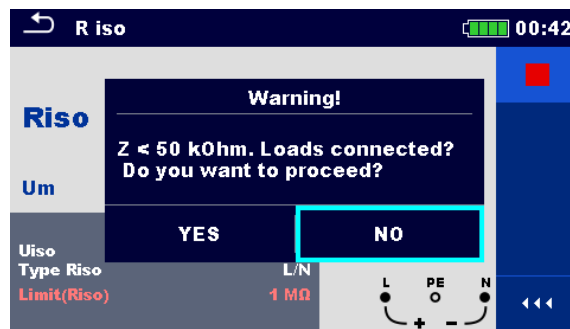 R iso 00:42
Warning!
Riso
Z < 50 kOhm. Loads connected?
Do you want to proceed?
Um
YES NO
Uiso
Type Riso L/N
Limit(Riso) 1 MΩ
L PE N
+ -